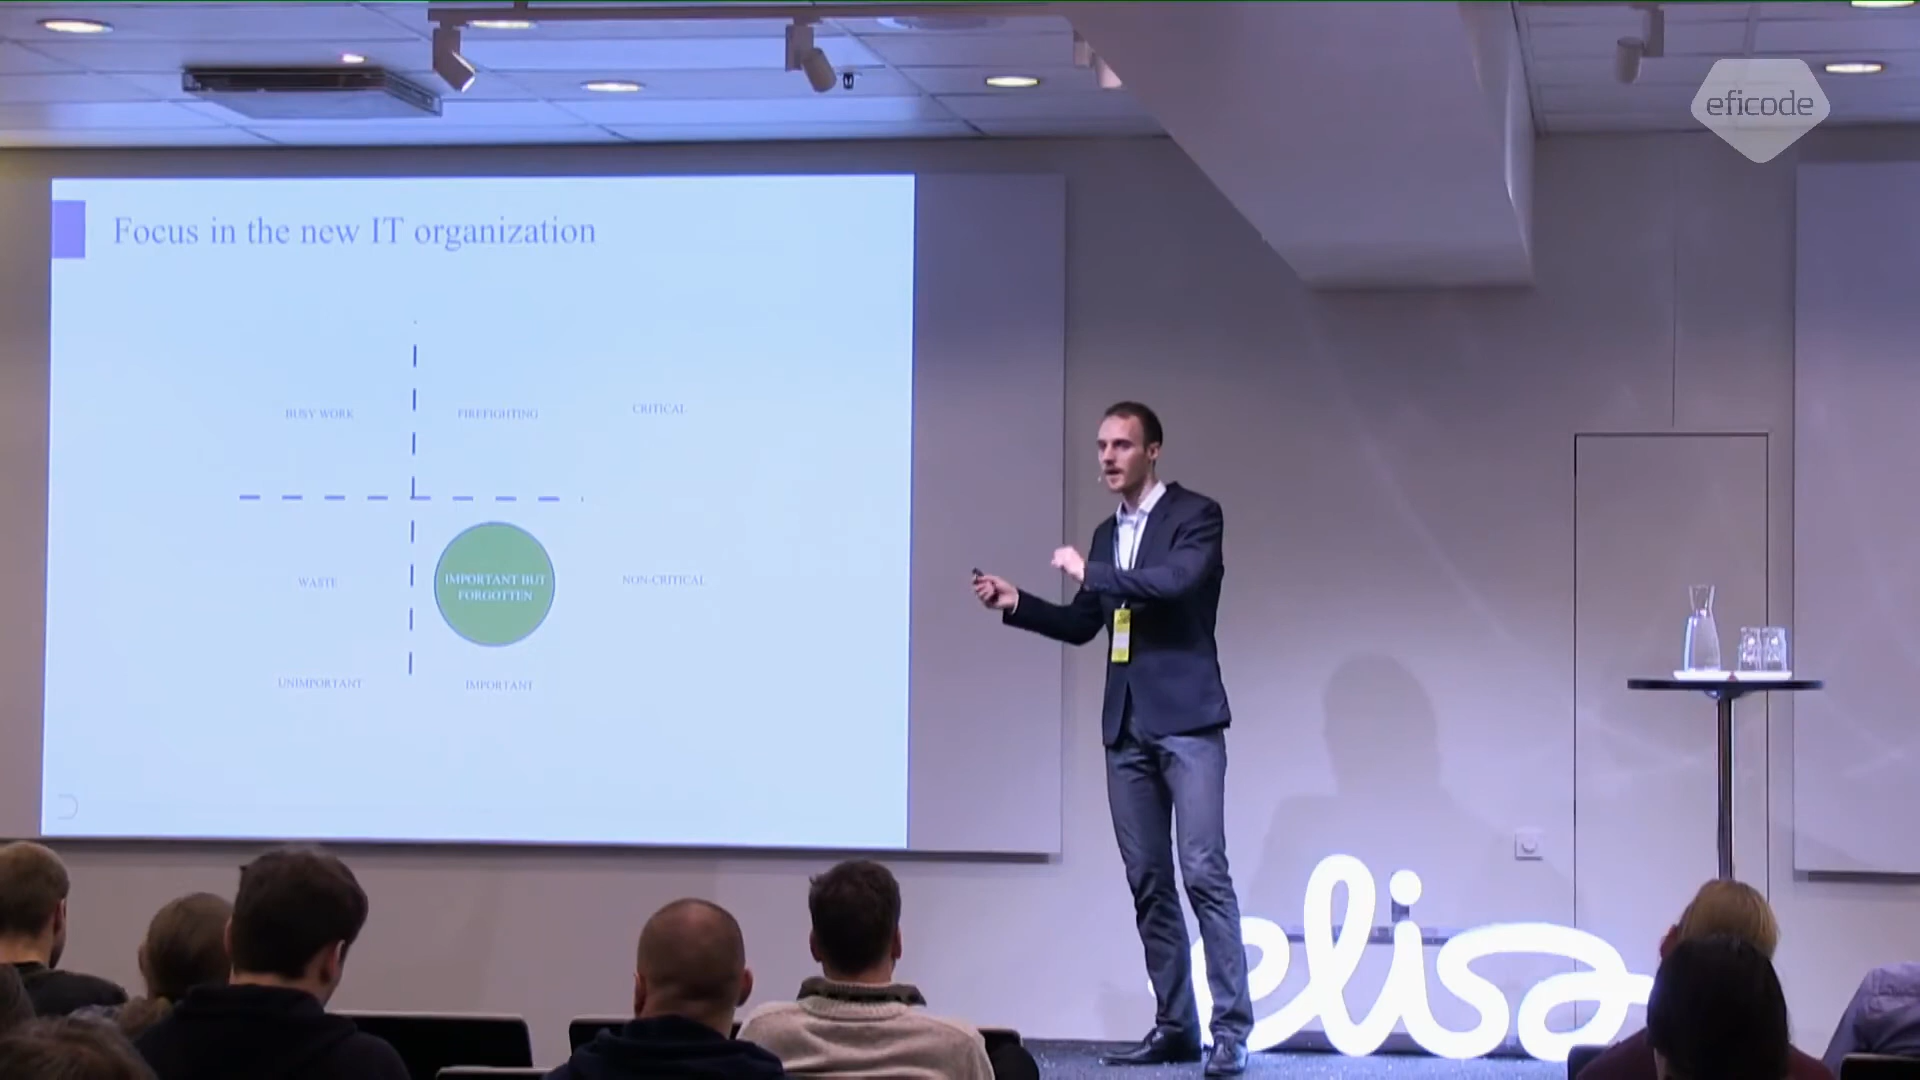 eficode
Focus in the new IT organization
BUSY WORK
FIREFIGHTING
CRITICAL
WASTE
IMPORTANT BUT
FORGOTTEN
NON-CRITICAL
UNIMPORTANT
IMPORTANT
elisa